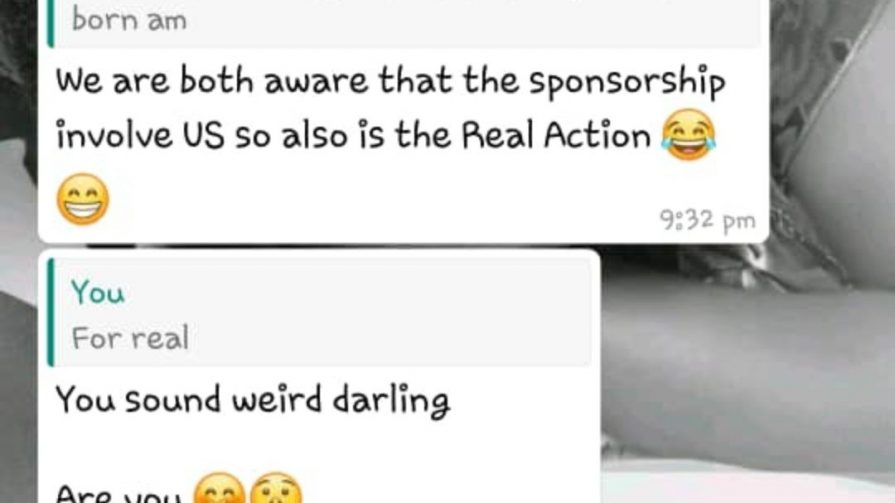 born am
We are both aware that the sponsorship
involve US so also is the Real Action 😂
😁
9:32 pm
You
For real
You sound weird darling
Are you 🤗😲